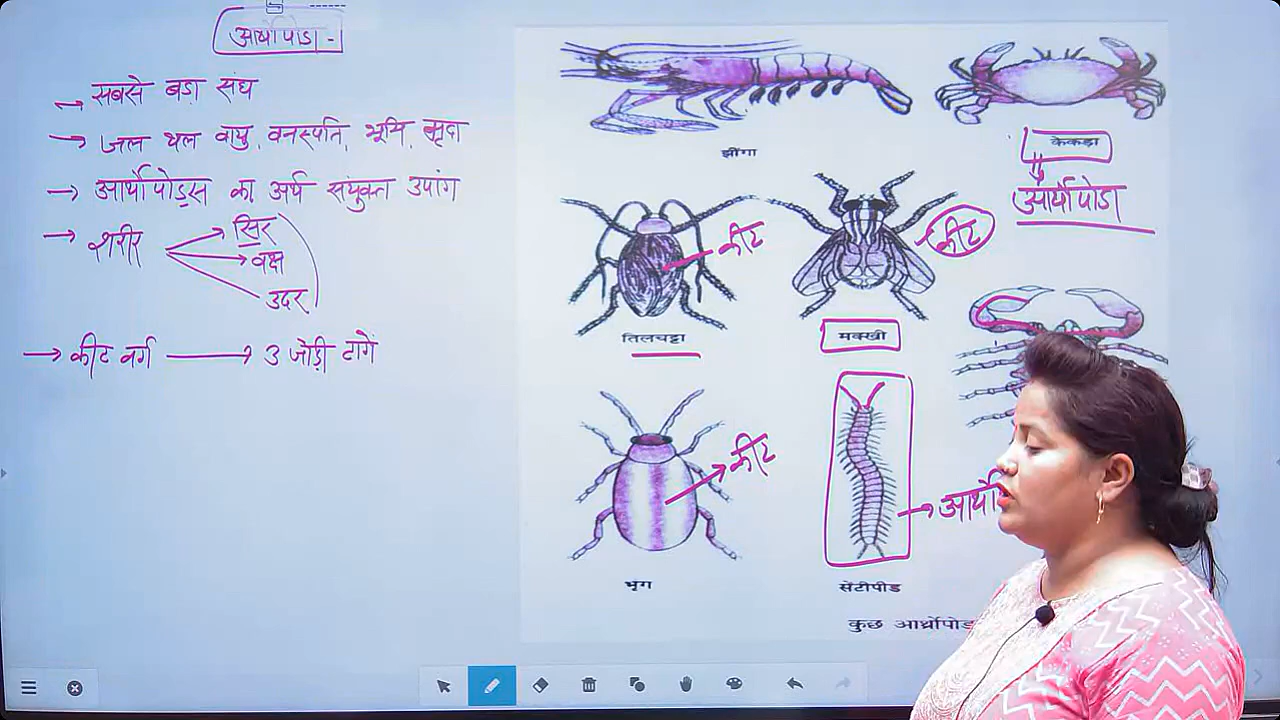 आर्थोपोडा -
→ सबसे बडा संघ
→ जल थल वायु, वनस्पति, भूमि, मृदा
→ आर्थोपोड्स का अर्थ संयुक्त उपांग
→ शरीर
सिर
वक्ष
उदर
→ कीट वर्ग → 3 जोड़ी टांगें
झींगा
केकड़ा
आर्थोपोडा
कीट
कीट
तिलचट्टा
मक्खी
कीट
→ आर्थो
भृंग
सेंटीपीड
कुछ आर्थ्रोपोड